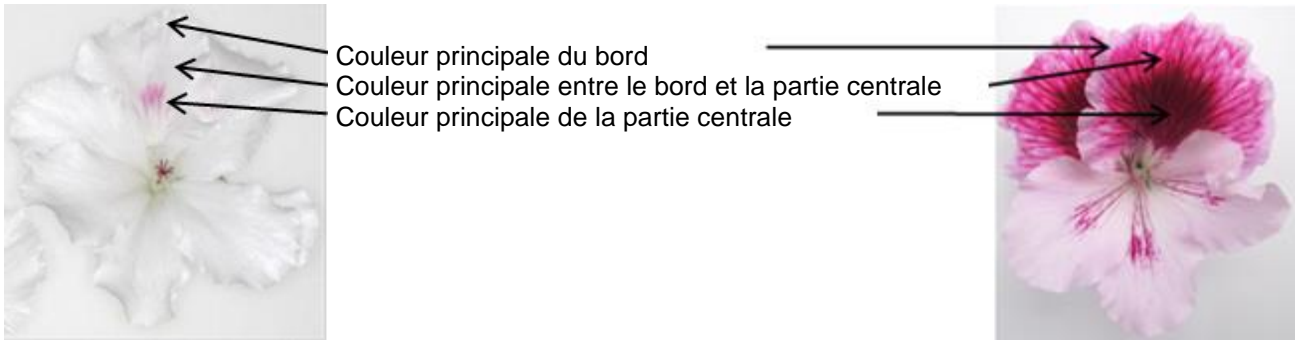 Couleur principale du bord
Couleur principale entre le bord et la partie centrale
Couleur principale de la partie centrale